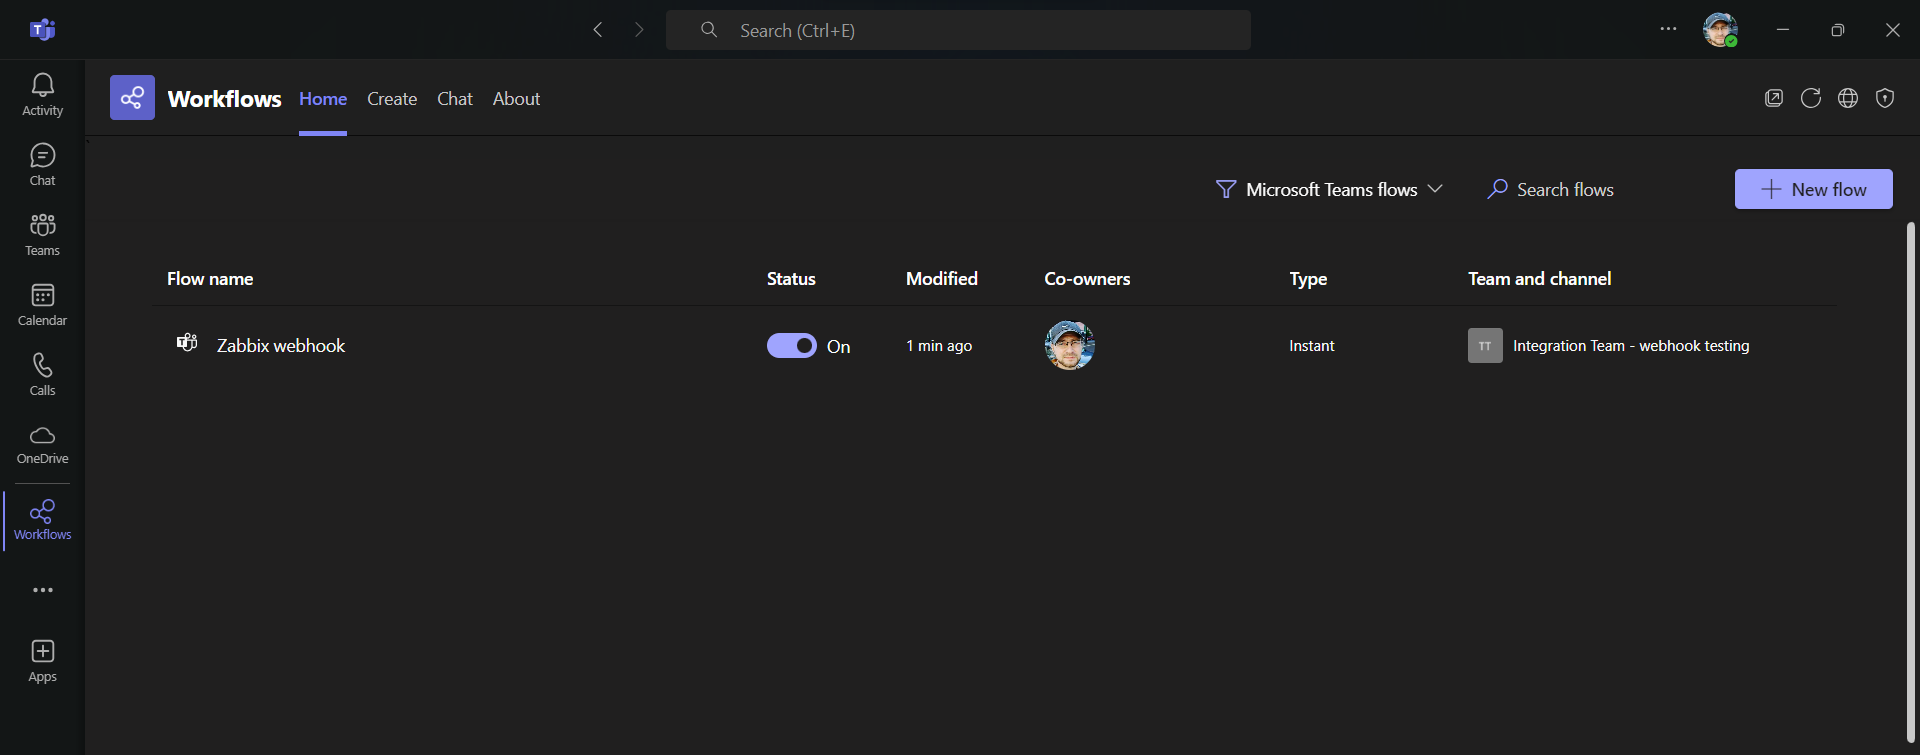 Search (Ctrl+E)
Activity
Chat
Teams
Calendar
Calls
OneDrive
Workflows
Apps
Workflows Home Create Chat About
Microsoft Teams flows Search flows New flow
Flow name Status Modified Co-owners Type Team and channel
Zabbix webhook On 1 min ago Instant TT Integration Team - webhook testing